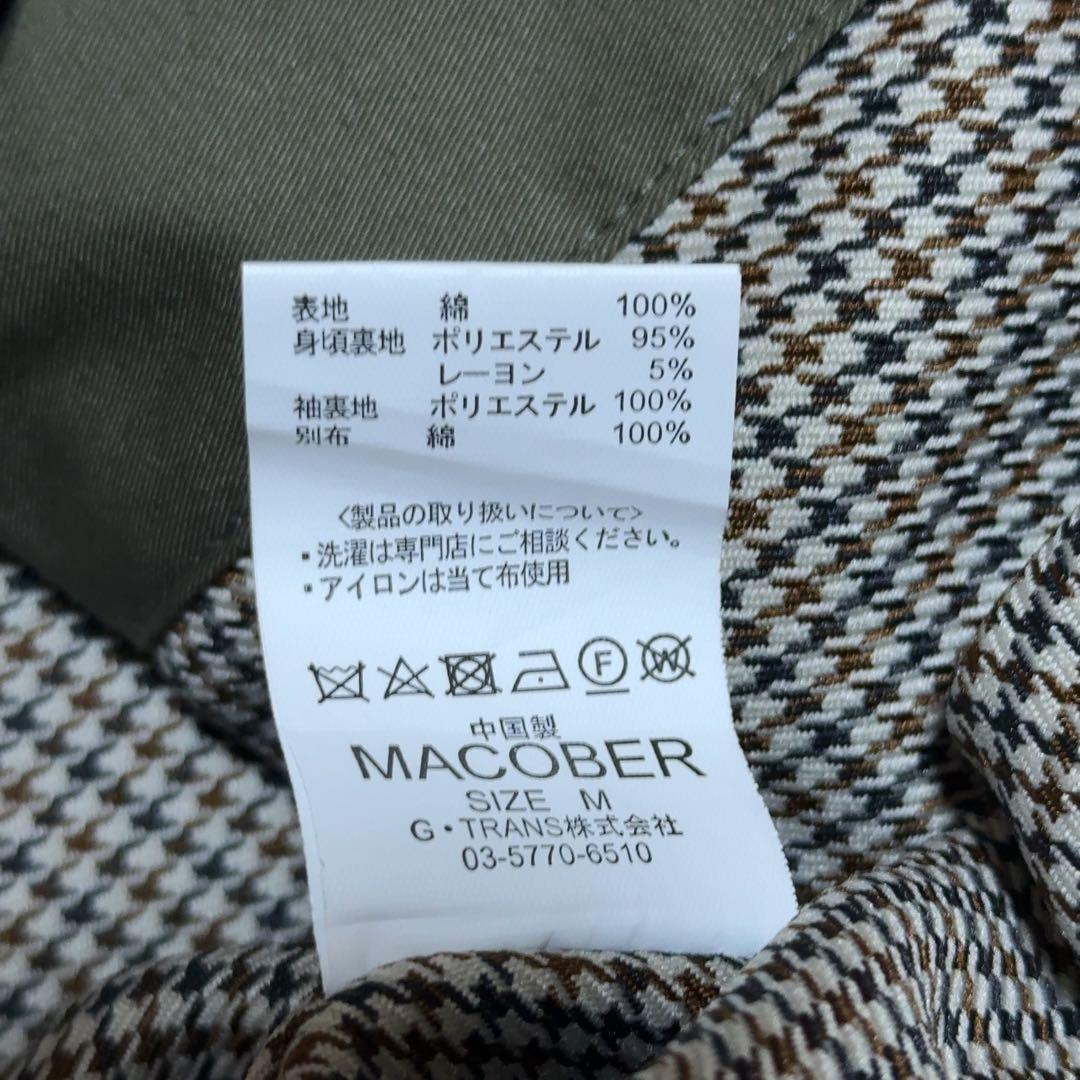 表地 綿 100%
身頃裏地 ポリエステル 95%
レーヨン 5%
袖裏地 ポリエステル 100%
別布 綿 100%
〈製品の取り扱いについて〉
・洗濯は専門店にご相談ください。
・アイロンは当て布使用
F W
中国製
MACOBER
SIZE M
G・TRANS株式会社
03-5770-6510